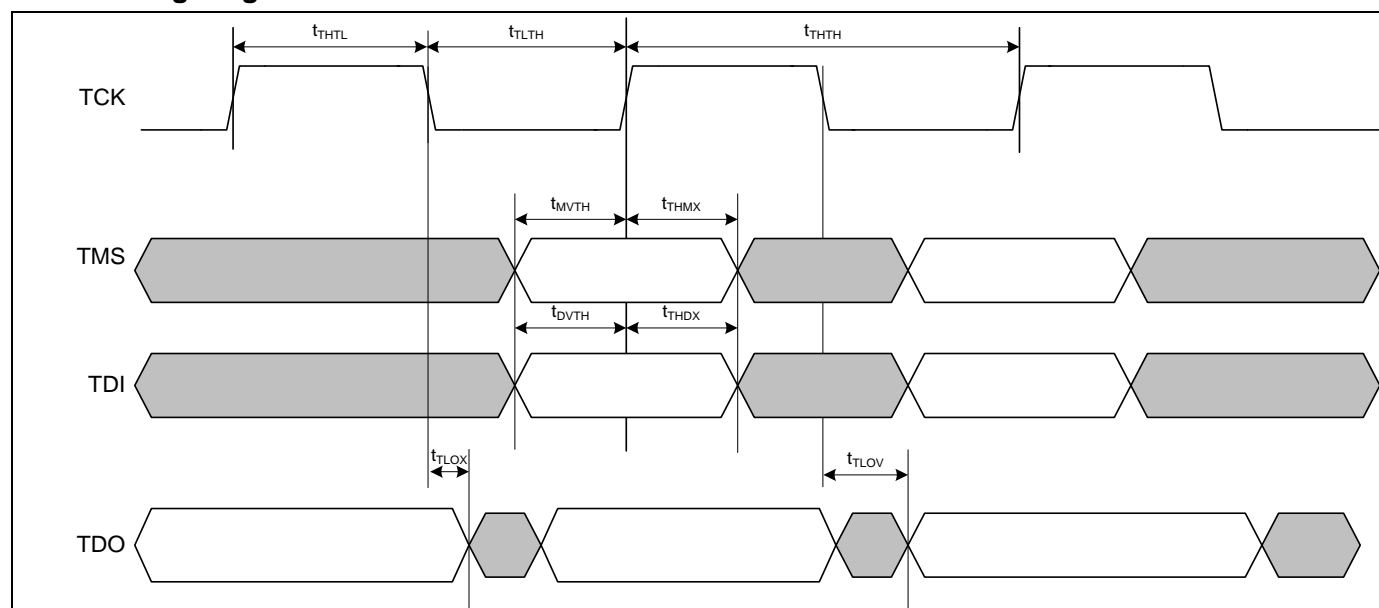 tTHTL tTLTH tTHTH
TCK
tMVTH tTHMX
TMS
tDVTH tTHDX
TDI
tTLOX tTLOV
TDO